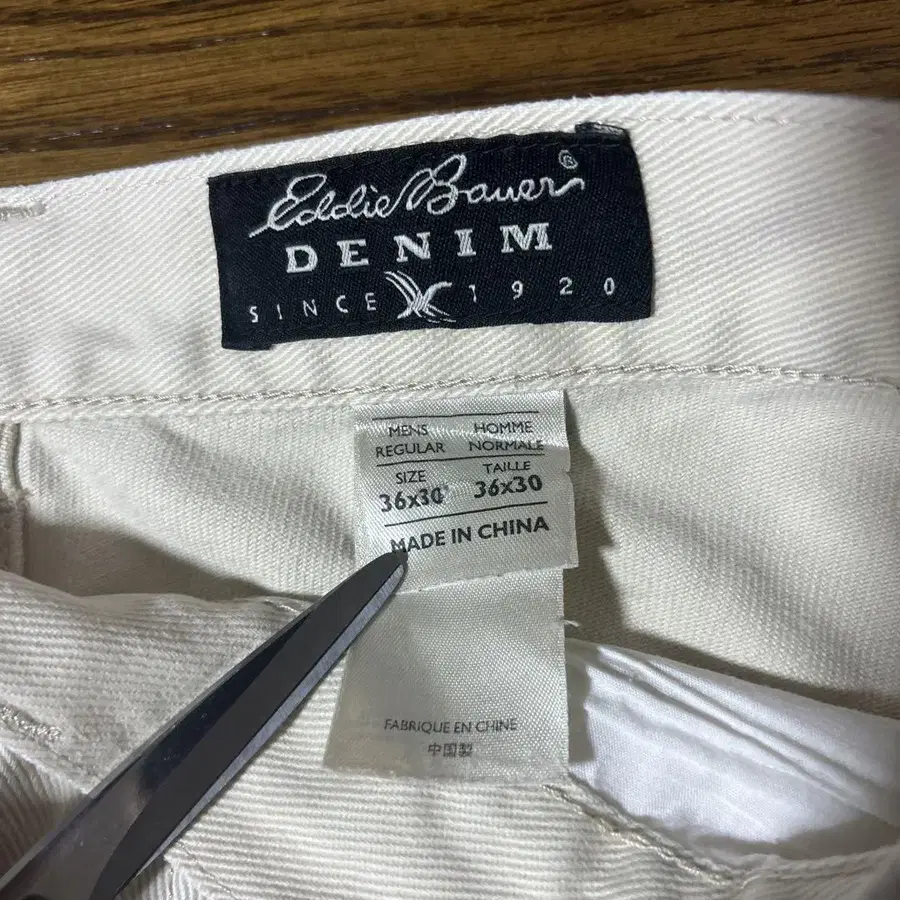 Eddie Bauer®
DENIM
SINCE 1920
MENS HOMME
REGULAR NORMALE
SIZE TAILLE
36x30 36x30
MADE IN CHINA
FABRIQUE EN CHINE
中国製